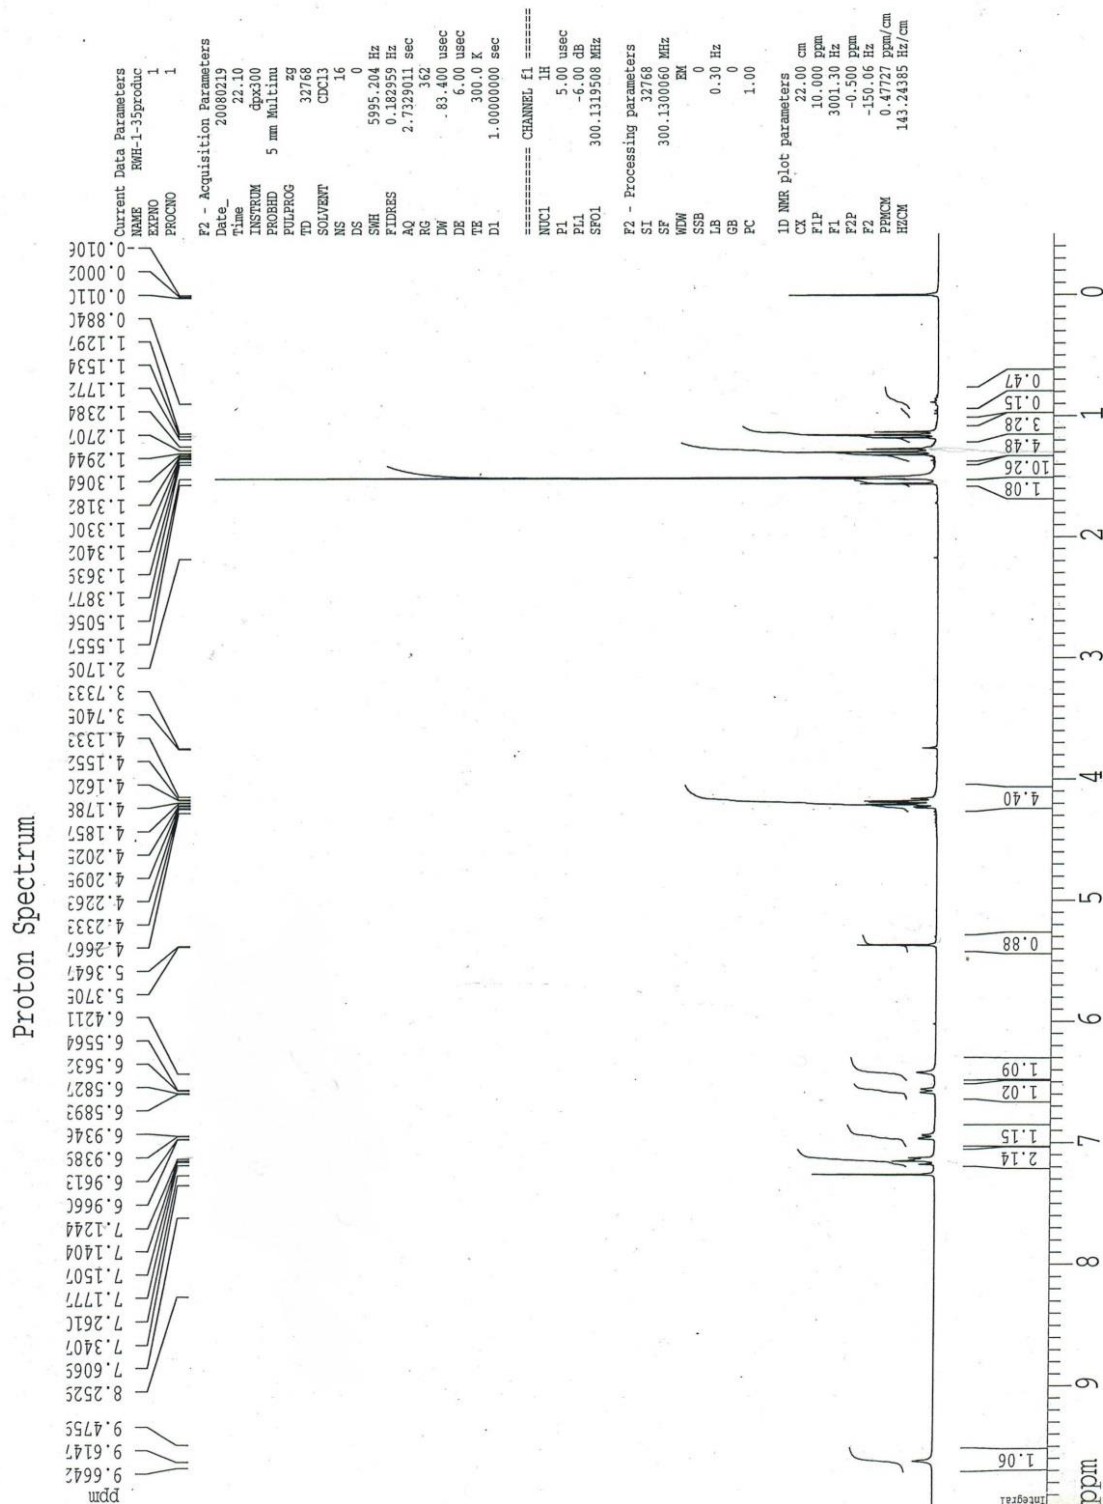 Proton Spectrum
ppm
9.6642
9.6147
9.4759
8.2529
7.6069
7.3407
7.2610
7.1777
7.1507
7.1404
7.1244
6.9660
6.9613
6.9389
6.9346
6.5893
6.5827
6.5632
6.5564
6.4211
5.3705
5.3647
4.2667
4.2333
4.2263
4.2095
4.2025
4.1857
4.1788
4.1620
4.1552
4.1333
3.7405
3.7333
2.1709
1.5557
1.5056
1.3877
1.3639
1.3402
1.3300
1.3182
1.3064
1.2944
1.2707
1.2384
1.1772
1.1534
1.1297
0.8840
0.0110
0.0002
-0.0106
Current Data Parameters
NAME RWH-1-35produc
EXPNO 1
PROCNO 1
F2 - Acquisition Parameters
Date_ 20080219
Time 22.10
INSTRUM dpx300
PROBHD 5 mm Multinu
PULPROG zg
TD 32768
SOLVENT CDCl3
NS 16
DS 0
SWH 5995.204 Hz
FIDRES 0.182959 Hz
AQ 2.7329011 sec
RG 362
DW 83.400 usec
DE 6.00 usec
TE 300.0 K
D1 1.00000000 sec
======== CHANNEL f1 ========
NUC1 1H
P1 5.00 usec
PL1 -6.00 dB
SFO1 300.1319508 MHz
F2 - Processing parameters
SI 32768
SF 300.1300060 MHz
WDW EM
SSB 0
LB 0.30 Hz
GB 0
PC 1.00
1D NMR plot parameters
CX 22.00 cm
F1P 10.000 ppm
F1 3001.30 Hz
F2P -0.500 ppm
F2 -150.06 Hz
PPMCM 0.47727 ppm/cm
HZCM 143.24385 Hz/cm
Integral
1.06
2.14
1.15
1.02
1.09
0.88
4.40
1.08
10.26
4.48
3.28
0.15
0.47
ppm 9 8 7 6 5 4 3 2 1 0